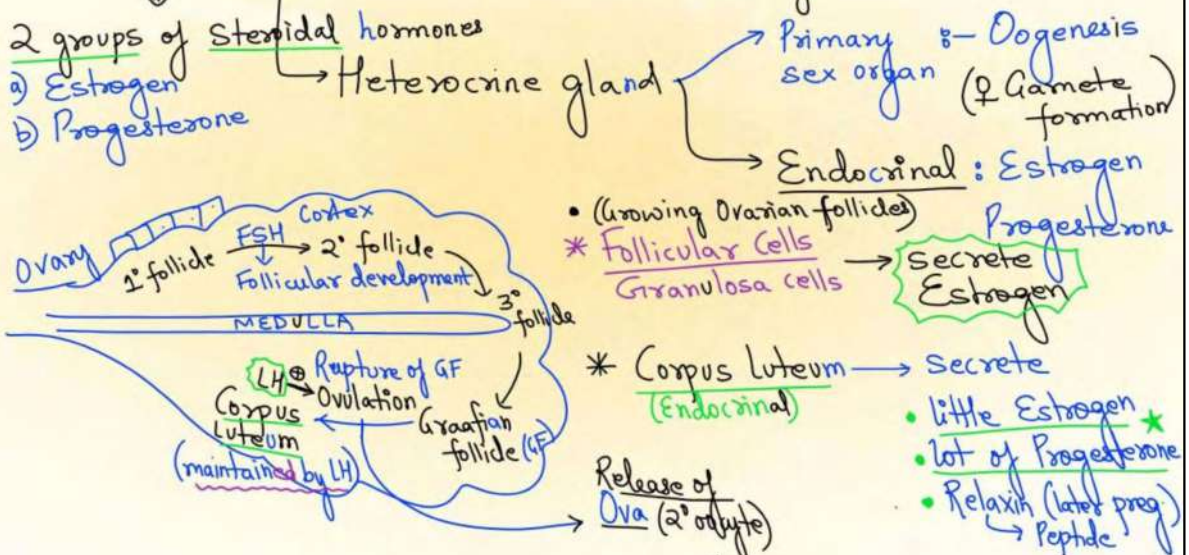 2 groups of Steroidal hormones
a) Estrogen
b) Progesterone
→ Heterocrine gland
→ Primary :- Oogenesis
sex organ (♀ Gamete
formation)
→ Endocrinal : Estrogen
Progesterone
Ovary
Cortex
1° follicle FSH → 2° follicle
Follicular development
3°
follicle
MEDULLA
LH ⊕ Rupture of GF
→ Ovulation
Graafian
follicle (GF)
Corpus
Luteum
(maintained by LH)
• (Growing Ovarian follicles)
* Follicular Cells → secrete
Granulosa cells Estrogen
* Corpus Luteum → secrete
(Endocrinal)
• little Estrogen ★
• lot of Progesterone
• Relaxin (later preg.)
↳ Peptide
Release of
Ova (2° oocyte)